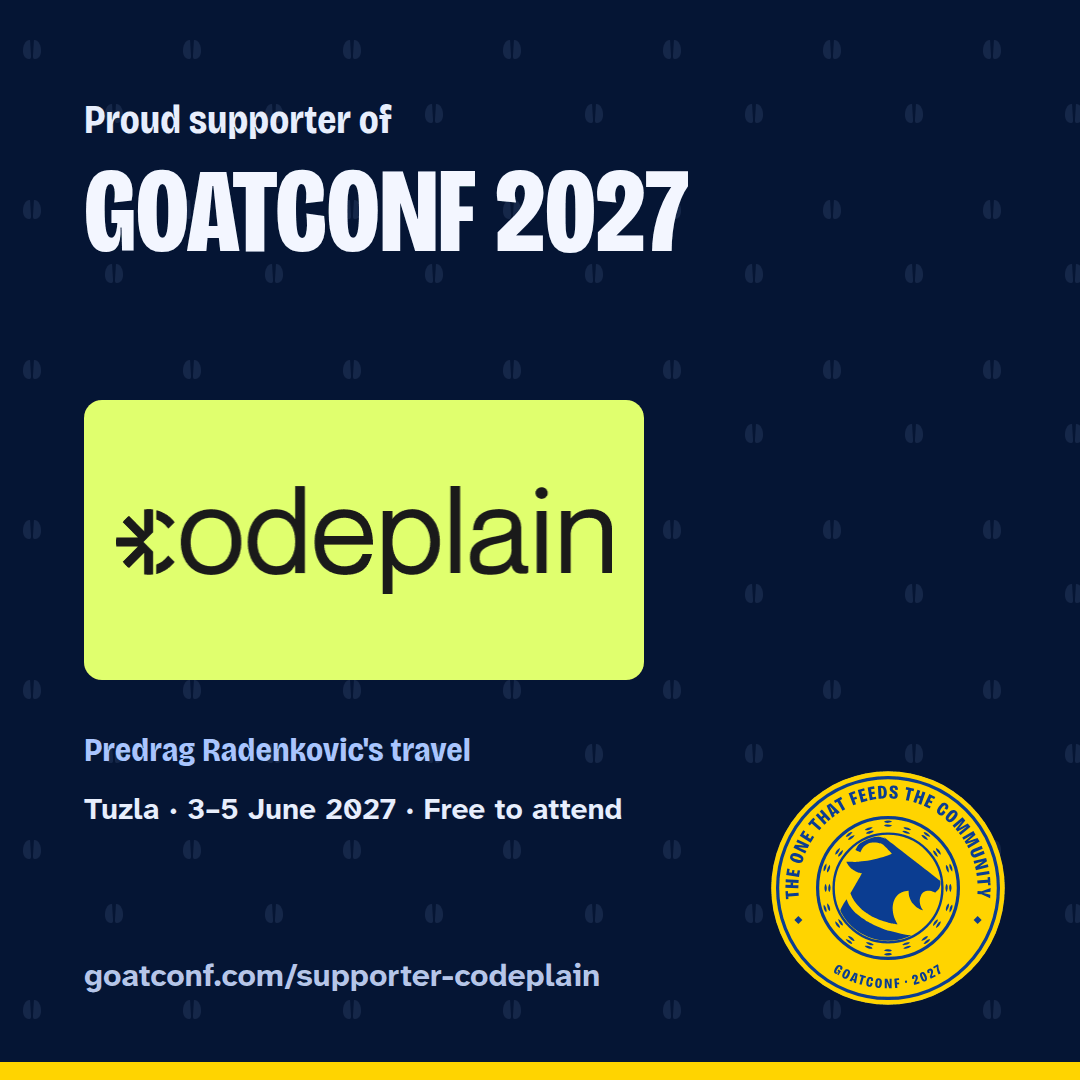 Proud supporter of
GOATCONF 2027
codeplain
Predrag Radenkovic's travel
Tuzla · 3–5 June 2027 · Free to attend
THE ONE THAT FEEDS THE COMMUNITY
GOATCONF · 2027
goatconf.com/supporter-codeplain